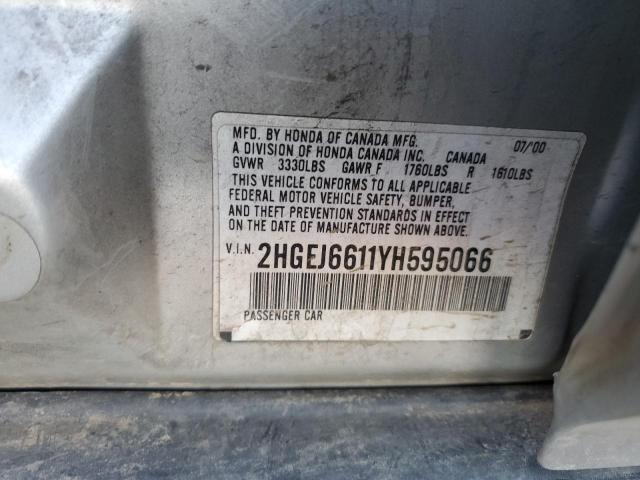 MFD. BY HONDA OF CANADA MFG. 07/00
A DIVISION OF HONDA CANADA INC. CANADA
GVWR 3330LBS GAWR F 1760LBS R 1610LBS
THIS VEHICLE CONFORMS TO ALL APPLICABLE
FEDERAL MOTOR VEHICLE SAFETY, BUMPER,
AND THEFT PREVENTION STANDARDS IN EFFECT
ON THE DATE OF MANUFACTURE SHOWN ABOVE.
V.I.N. 2HGEJ6611YH595066
PASSENGER CAR